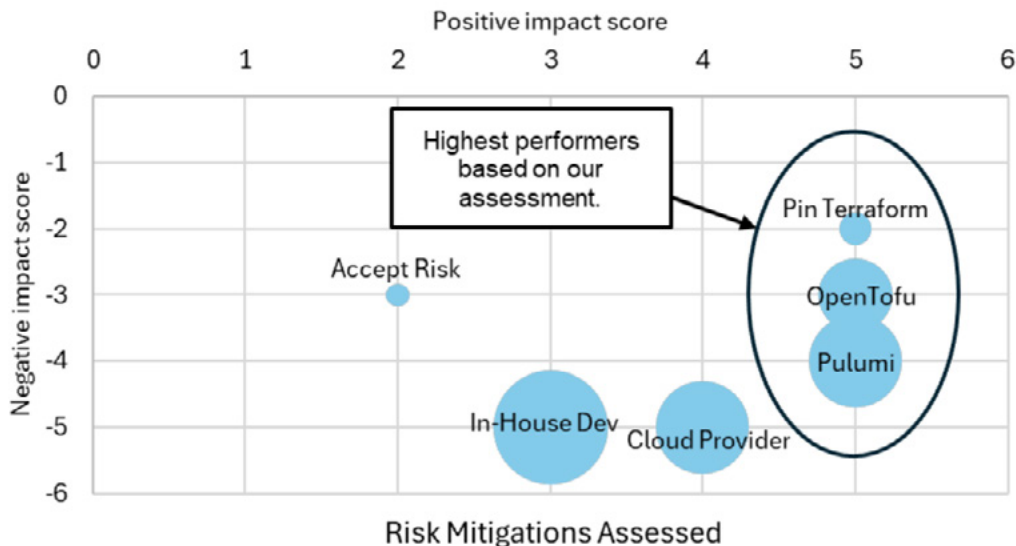 Positive impact score
0 1 2 3 4 5 6
Negative impact score
0
-1
-2
-3
-4
-5
-6
Highest performers
based on our
assessment.
Pin Terraform
Accept Risk
OpenTofu
Pulumi
In-House Dev
Cloud Provider
Risk Mitigations Assessed